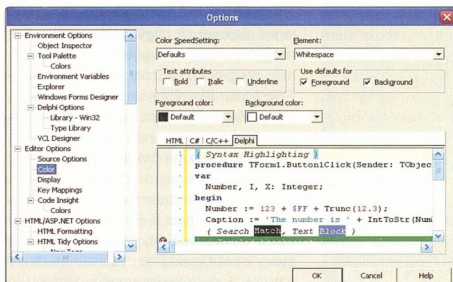 Options
Environment Options
Object Inspector
Tool Palette
Colors
Environment Variables
Explorer
Windows Forms Designer
Delphi Options
Library - Win32
Type Library
VCL Designer
Editor Options
Source Options
Color
Display
Key Mappings
Code Insight
Colors
HTML/ASP.NET Options
HTML Formatting
HTML Tidy Options
New Tags
Color SpeedSetting:
Defaults
Element:
Whitespace
Text attributes
Bold Italic Underline
Use defaults for
Foreground Background
Foreground color:
Default
Background color:
Default
HTML C# C/C++ Delphi
1 { Syntax Highlighting }
procedure TForm1.Button1Click(Sender: TObjec
var
Number, I, X: Integer;
begin
Number := 123 + $FF + Trunc(12.3);
Caption := 'The number is ' + IntToStr(Num
{ Search Match, Text Block }
OK Cancel Help